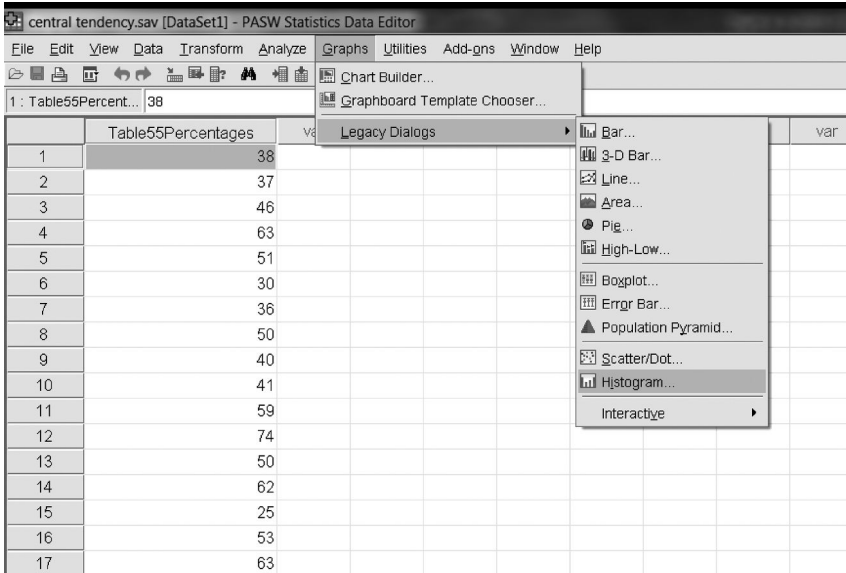 central tendency.sav [DataSet1] - PASW Statistics Data Editor
File Edit View Data Transform Analyze Graphs Utilities Add-ons Window Help
Chart Builder...
1 : Table55Percent... 38
Graphboard Template Chooser...
Table55Percentages va Legacy Dialogs var
Bar...
1 38
3-D Bar...
2 37
Line...
3 46
Area...
4 63
Pie...
5 51
High-Low...
6 30
Boxplot...
7 36
Error Bar...
8 50
Population Pyramid...
9 40
Scatter/Dot...
10 41
Histogram...
11 59
Interactive
12 74
13 50
14 62
15 25
16 53
17 63